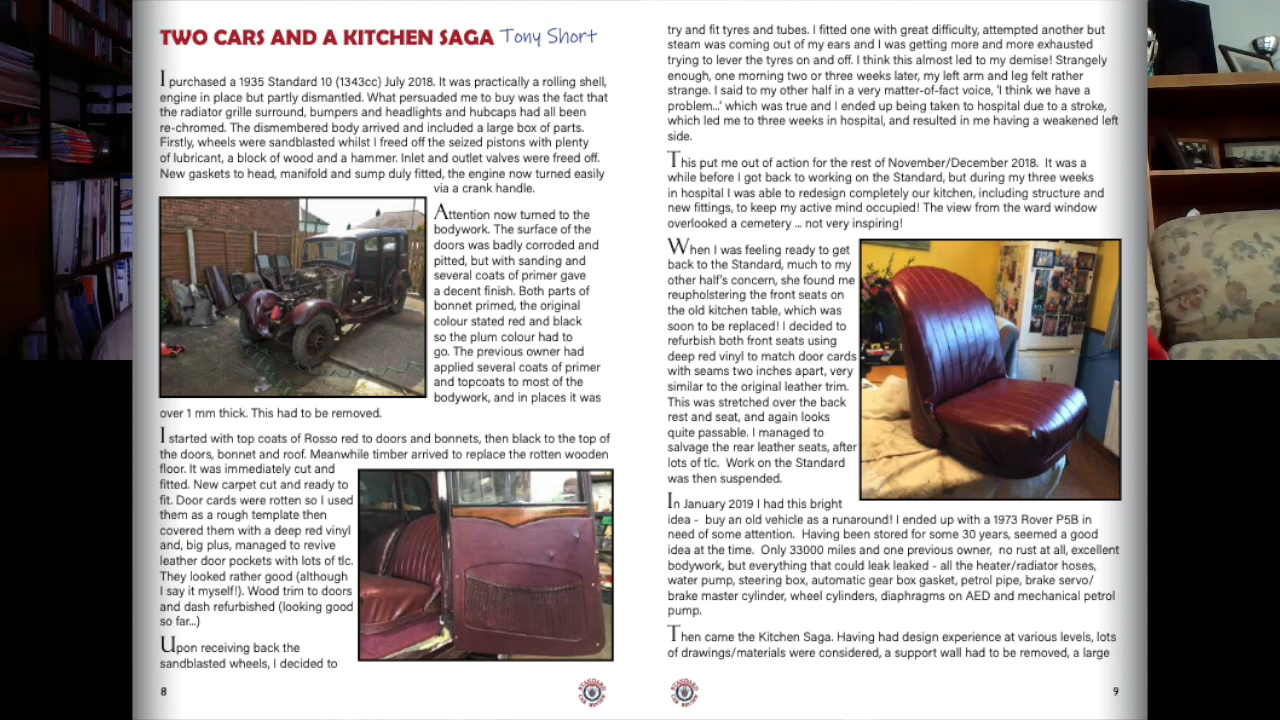 TWO CARS AND A KITCHEN SAGA Tony Short
I purchased a 1935 Standard 10 (1343cc) July 2018. It was practically a rolling shell,
engine in place but partly dismantled. What persuaded me to buy was the fact that
the radiator grille surround, bumpers and headlights and hubcaps had all been
re-chromed. The dismembered body arrived and included a large box of parts.
Firstly, wheels were sandblasted whilst I freed off the seized pistons with plenty
of lubricant, a block of wood and a hammer. Inlet and outlet valves were freed off.
New gaskets to head, manifold and sump duly fitted, the engine now turned easily
via a crank handle.
Attention now turned to the
bodywork. The surface of the
doors was badly corroded and
pitted, but with sanding and
several coats of primer gave
a decent finish. Both parts of
bonnet primed, the original
colour stated red and black
so the plum colour had to
go. The previous owner had
applied several coats of primer
and topcoats to most of the
bodywork, and in places it was
over 1 mm thick. This had to be removed.
I started with top coats of Rosso red to doors and bonnets, then black to the top of
the doors, bonnet and roof. Meanwhile timber arrived to replace the rotten wooden
floor. It was immediately cut and
fitted. New carpet cut and ready to
fit. Door cards were rotten so I used
them as a rough template then
covered them with a deep red vinyl
and, big plus, managed to revive
leather door pockets with lots of tlc.
They looked rather good (although
I say it myself!). Wood trim to doors
and dash refurbished (looking good
so far...)
Upon receiving back the
sandblasted wheels, I decided to
8
try and fit tyres and tubes. I fitted one with great difficulty, attempted another but
steam was coming out of my ears and I was getting more and more exhausted
trying to lever the tyres on and off. I think this almost led to my demise! Strangely
enough, one morning two or three weeks later, my left arm and leg felt rather
strange. I said to my other half in a very matter-of-fact voice, 'I think we have a
problem...' which was true and I ended up being taken to hospital due to a stroke,
which led me to three weeks in hospital, and resulted in me having a weakened left
side.
This put me out of action for the rest of November/December 2018. It was a
while before I got back to working on the Standard, but during my three weeks
in hospital I was able to redesign completely our kitchen, including structure and
new fittings, to keep my active mind occupied! The view from the ward window
overlooked a cemetery ... not very inspiring!
When I was feeling ready to get
back to the Standard, much to my
other half's concern, she found me
reupholstering the front seats on
the old kitchen table, which was
soon to be replaced! I decided to
refurbish both front seats using
deep red vinyl to match door cards
with seams two inches apart, very
similar to the original leather trim.
This was stretched over the back
rest and seat, and again looks
quite passable. I managed to
salvage the rear leather seats, after
lots of tlc. Work on the Standard
was then suspended.
In January 2019 I had this bright
idea - buy an old vehicle as a runaround! I ended up with a 1973 Rover P5B in
need of some attention. Having been stored for some 30 years, seemed a good
idea at the time. Only 33000 miles and one previous owner, no rust at all, excellent
bodywork, but everything that could leak leaked - all the heater/radiator hoses,
water pump, steering box, automatic gear box gasket, petrol pipe, brake servo/
brake master cylinder, wheel cylinders, diaphragms on AED and mechanical petrol
pump.
Then came the Kitchen Saga. Having had design experience at various levels, lots
of drawings/materials were considered, a support wall had to be removed, a large
9